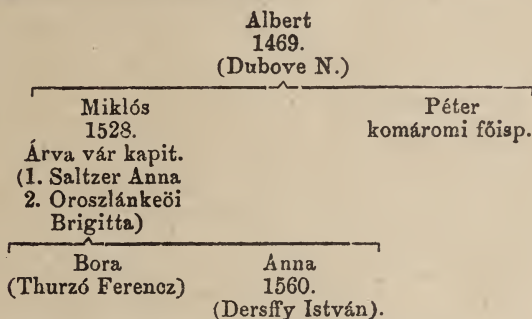 Albert
1469.
(Dubove N.)
Miklós
1528.
Árva vár kapit.
(1. Saltzer Anna
2. Oroszlánkeöi
Brigitta)
Péter
komáromi főisp.
Bora
(Thurzó Ferencz)
Anna
1560.
(Dersffy István).